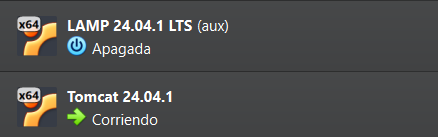 x64
LAMP 24.04.1 LTS (aux)
Apagada
x64
Tomcat 24.04.1
Corriendo